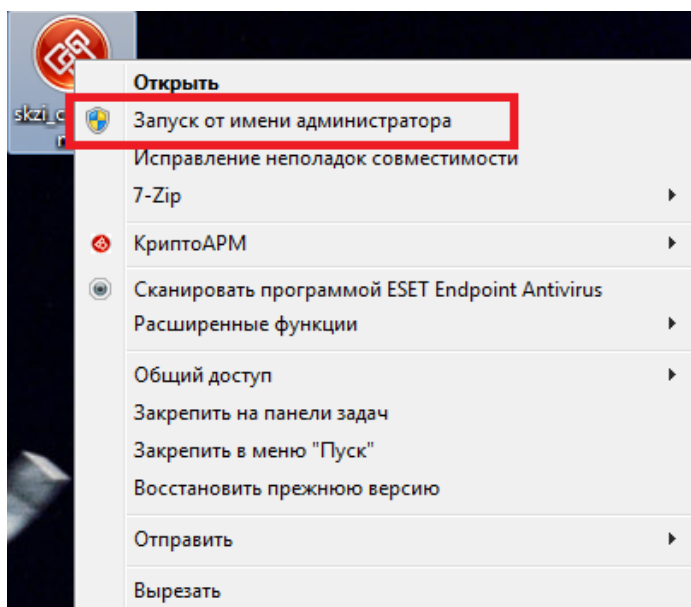 Открыть
skzi_c
Запуск от имени администратора
Исправление неполадок совместимости
7-Zip
КриптоАРМ
Сканировать программой ESET Endpoint Antivirus
Расширенные функции
Общий доступ
Закрепить на панели задач
Закрепить в меню "Пуск"
Восстановить прежнюю версию
Отправить
Вырезать